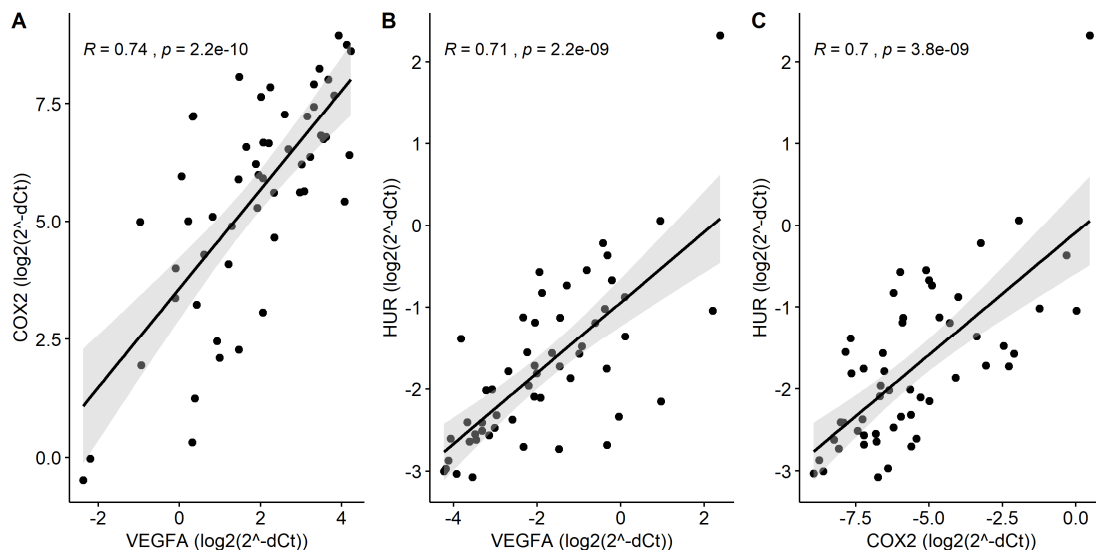 A
R = 0.74 , p = 2.2e-10
COX2 (log2(2^-dCt))
7.5
5.0
2.5
0.0
-2
0
2
4
VEGFA (log2(2^-dCt))
B
R = 0.71 , p = 2.2e-09
HUR (log2(2^-dCt))
2
1
0
-1
-2
-3
-4
-2
0.0
2
VEGFA (log2(2^-dCt))
C
R = 0.7 , p = 3.8e-09
HUR (log2(2^-dCt))
2
1
0
-1
-2
-3
-7.5
-5.0
-2.5
0.0
COX2 (log2(2^-dCt))